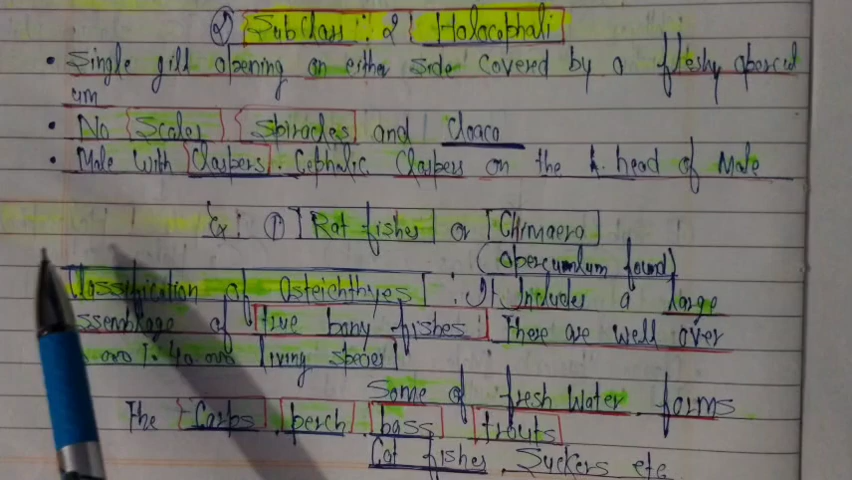 ② Subclass : 2 : Holocephali
• Single gill opening on either side covered by a fleshy opercul
um
• No Scales Spiracles and Cloaca
• Male with Claspers : Cephalic Claspers on the head of Male
Ex : ① Rat fishes or Chimaera
(operculum found)
Classification of Osteichthyes : It Includes a large
assemblage of true bony fishes : There are well over
living species
Some of fresh Water forms
The Carps, perch, bass trouts
Cat fishes, Suckers etc